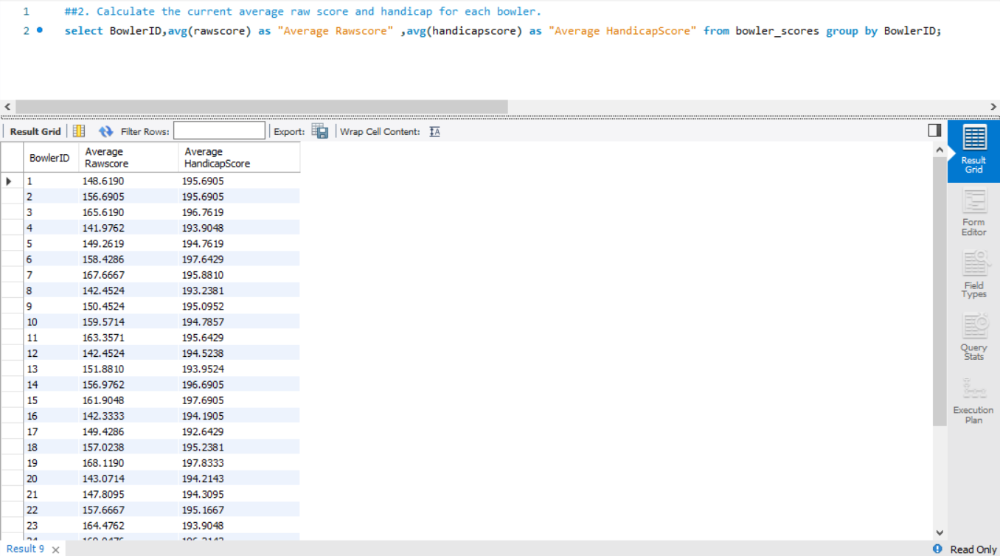 1 ##2. Calculate the current average raw score and handicap for each bowler.
2 select BowlerID,avg(rawscore) as "Average Rawscore" ,avg(handicapscore) as "Average HandicapScore" from bowler_scores group by BowlerID;
Result Grid Filter Rows: Export: Wrap Cell Content:
BowlerID Average Rawscore Average HandicapScore
1 148.6190 195.6905
2 156.6905 195.6905
3 165.6190 196.7619
4 141.9762 193.9048
5 149.2619 194.7619
6 158.4286 197.6429
7 167.6667 195.8810
8 142.4524 193.2381
9 150.4524 195.0952
10 159.5714 194.7857
11 163.3571 195.6429
12 142.4524 194.5238
13 151.8810 193.9524
14 156.9762 196.6905
15 161.9048 197.6905
16 142.3333 194.1905
17 149.4286 192.6429
18 157.0238 195.2381
19 168.1190 197.8333
20 143.0714 194.2143
21 147.8095 194.3095
22 157.6667 195.1667
23 164.4762 193.9048
Result
Grid
Form
Editor
Field
Types
Query
Stats
Execution
Plan
Result 9
Read Only